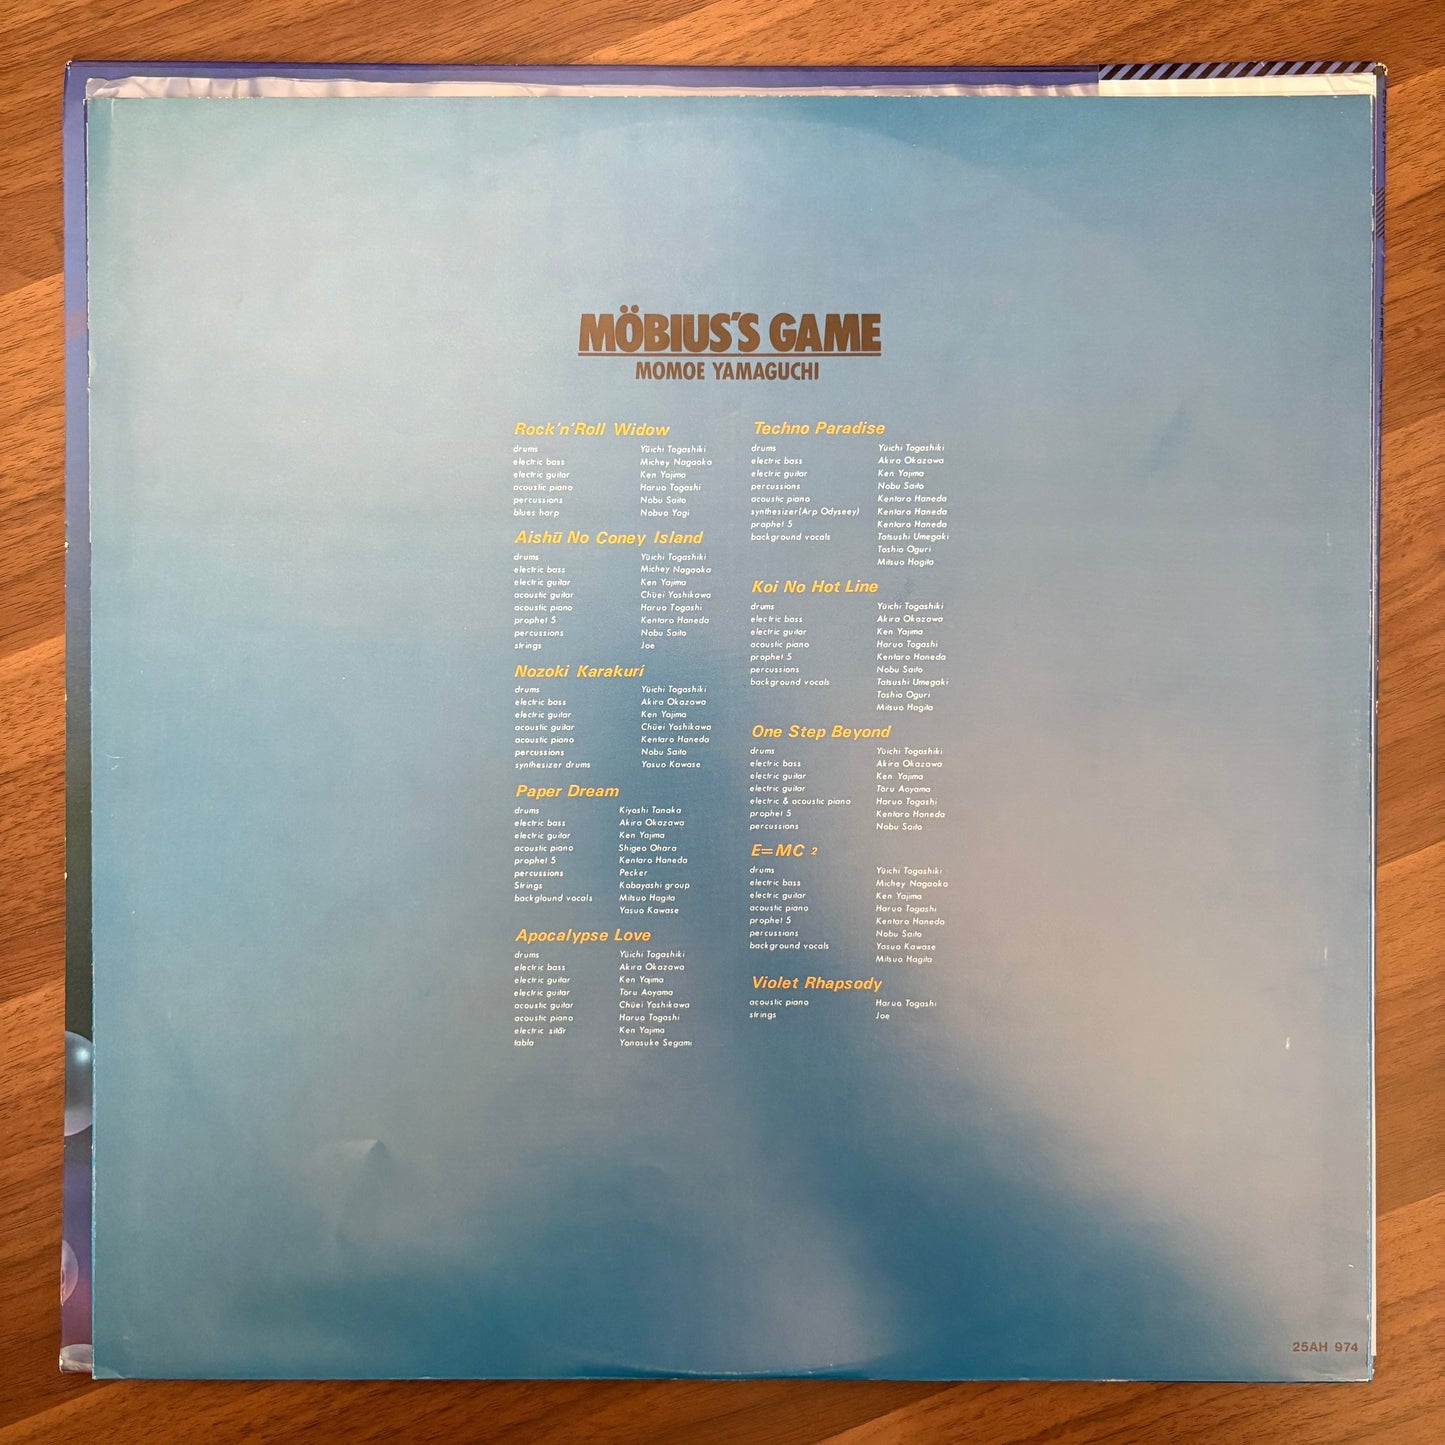 MÖBIUS'S GAME
MOMOE YAMAGUCHI
Rock'n'Roll Widow
drums Yūichi Togashiki
electric bass Michey Nagaoka
electric guitar Ken Yajima
acoustic piano Haruo Togashi
percussions Nobu Saito
blues harp Nobuo Yagi
Aishū No Coney Island
drums Yūichi Togashiki
electric bass Michey Nagaoka
electric guitar Ken Yajima
acoustic guitar Chūei Yoshikawa
acoustic piano Haruo Togashi
prophet 5 Kentaro Haneda
percussions Nobu Saito
strings Joe
Nozoki Karakuri
drums Yūichi Togashiki
electric bass Akira Okazawa
electric guitar Ken Yajima
acoustic guitar Chūei Yoshikawa
acoustic piano Kentaro Haneda
percussions Nobu Saito
synthesizer drums Yasuo Kawase
Paper Dream
drums Kiyoshi Tanaka
electric bass Akira Okazawa
electric guitar Ken Yajima
acoustic piano Shigeo Ohara
prophet 5 Kentaro Haneda
percussions Pecker
Strings Kobayashi group
backglound vocals Mitsuo Hagita
Yasuo Kawase
Apocalypse Love
drums Yūichi Togashiki
electric bass Akira Okazawa
electric guitar Ken Yajima
electric guitar Tōru Aoyama
acoustic guitar Chūei Yoshikawa
acoustic piano Haruo Togashi
electric sitār Ken Yajima
tabla Yonosuke Segami
Techno Paradise
drums Yūichi Togashiki
electric bass Akira Okazawa
electric guitar Ken Yajima
percussions Nobu Saito
acoustic piano Kentaro Haneda
synthesizer(Arp Odyseey) Kentaro Haneda
prophet 5 Kentaro Haneda
background vocals Tatsushi Umegaki
Toshio Oguri
Mitsuo Hagita
Koi No Hot Line
drums Yūichi Togashiki
electric bass Akira Okazawa
electric guitar Ken Yajima
acoustic piano Haruo Togashi
prophet 5 Kentaro Haneda
percussions Nobu Saito
background vocals Tatsushi Umegaki
Toshio Oguri
Mitsuo Hagita
One Step Beyond
drums Yūichi Togashiki
electric bass Akira Okazawa
electric guitar Ken Yajima
electric guitar Tōru Aoyama
electric & acoustic piano Haruo Togashi
prophet 5 Kentaro Haneda
percussions Nobu Saito
E=MC 2
drums Yūichi Togashiki
electric bass Michey Nagaoka
electric guitar Ken Yajima
acoustic piano Haruo Togashi
prophet 5 Kentaro Haneda
percussions Nobu Saito
background vocals Yasuo Kawase
Mitsuo Hagita
Violet Rhapsody
acoustic piano Haruo Togashi
strings Joe
25AH 974